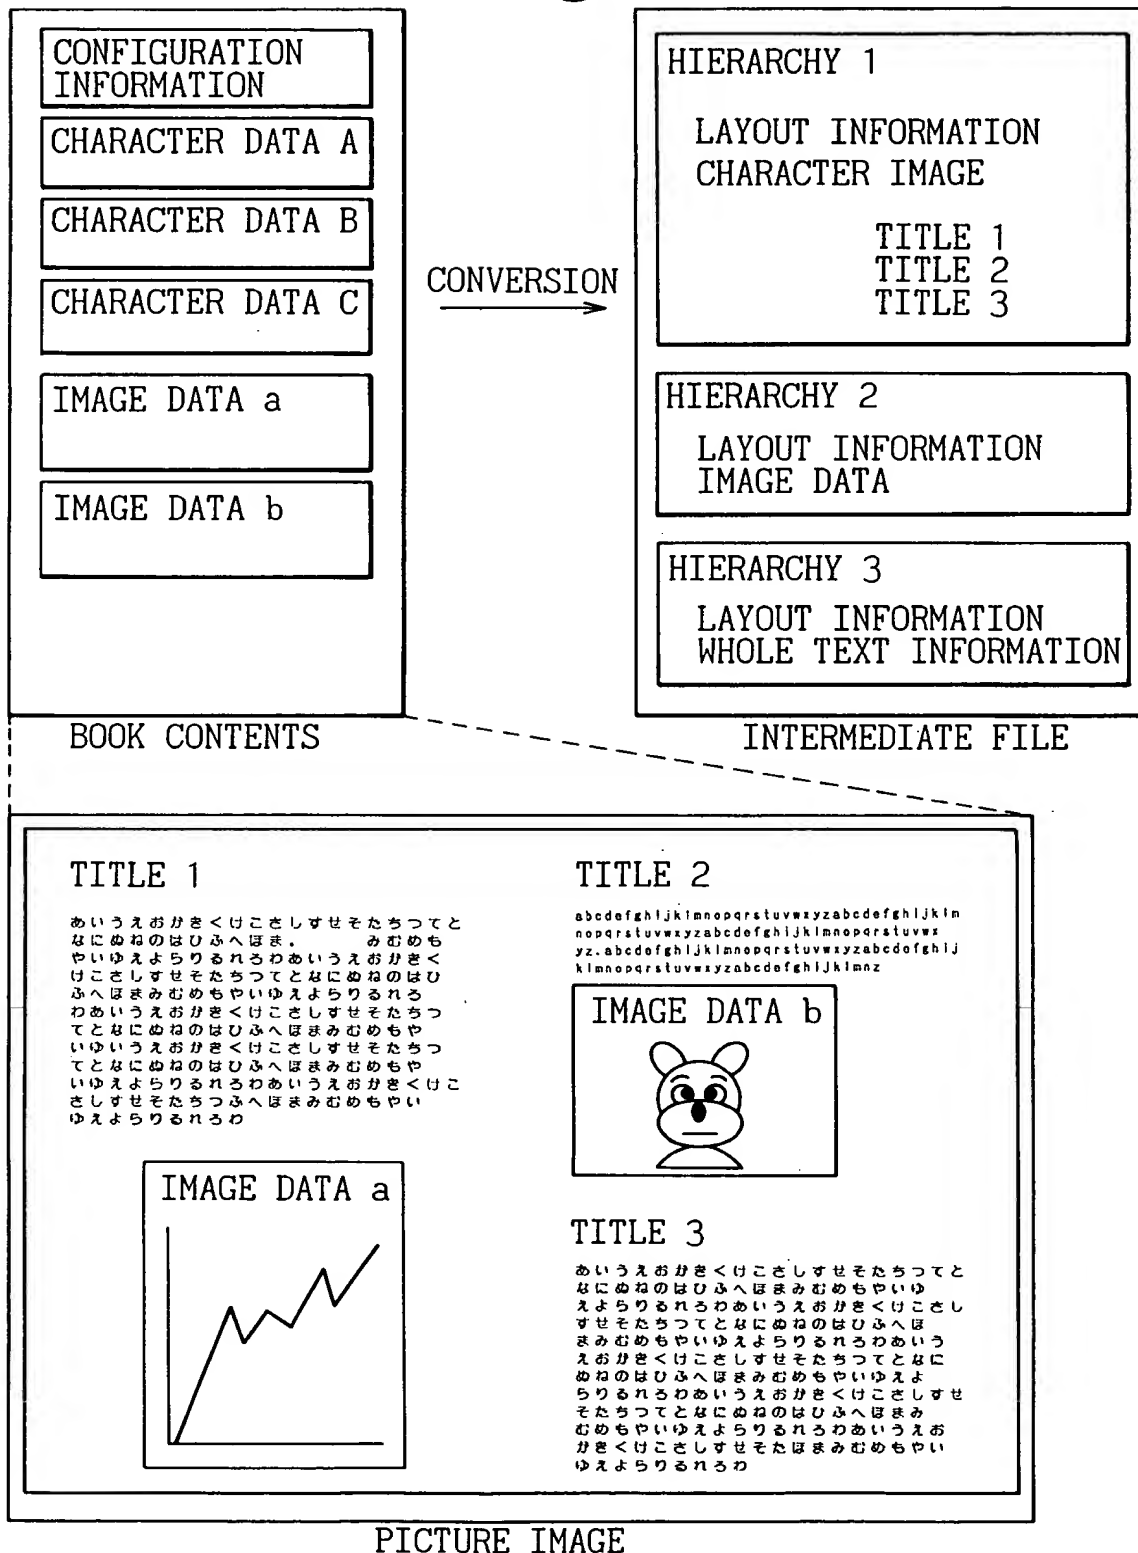 CONFIGURATION
INFORMATION
CHARACTER DATA A
CHARACTER DATA B
CHARACTER DATA C
IMAGE DATA a
IMAGE DATA b
BOOK CONTENTS
CONVERSION
HIERARCHY 1
LAYOUT INFORMATION
CHARACTER IMAGE
TITLE 1
TITLE 2
TITLE 3
HIERARCHY 2
LAYOUT INFORMATION
IMAGE DATA
HIERARCHY 3
LAYOUT INFORMATION
WHOLE TEXT INFORMATION
INTERMEDIATE FILE
TITLE 1
あいうえおかきくけこさしすせそたちつてと
なにぬねのはひふへほま. みむめも
やいゆえよらりるれろわあいうえおかきく
けこさしすせそたちつてとなにぬねのはひ
ふへほまみむめもやいゆえよらりるれろ
わあいうえおかきくけこさしすせそたちつ
てとなにぬねのはひふへほまみむめもや
いゆいうえおかきくけこさしすせそたちつ
てとなにぬねのはひふへほまみむめもや
いゆえよらりるれろわあいうえおかきくけこ
さしすせそたちつふへほまみむめもやい
ゆえよらりるれろわ
IMAGE DATA a
TITLE 2
abcdefghijklmnopqrstuvwxyzabcdefghijklm
nopqrstuvwxyzabcdefghijklmnopqrstuvwx
yz.abcdefghijklmnopqrstuvwxyzabcdefghij
klmnopqrstuvwxyzabcdefghijklmnz
IMAGE DATA b
TITLE 3
あいうえおかきくけこさしすせそたちつてと
なにぬねのはひふへほまみむめもやいゆ
えよらりるれろわあいうえおかきくけこさし
すせそたちつてとなにぬねのはひふへほ
まみむめもやいゆえよらりるれろわあいう
えおかきくけこさしすせそたちつてとなに
ぬねのはひふへほまみむめもやいゆえよ
らりるれろわあいうえおかきくけこさしすせ
そたちつてとなにぬねのはひふへほまみ
むめもやいゆえよらりるれろわあいうえお
かきくけこさしすせそたほまみむめもやい
ゆえよらりるれろわ
PICTURE IMAGE